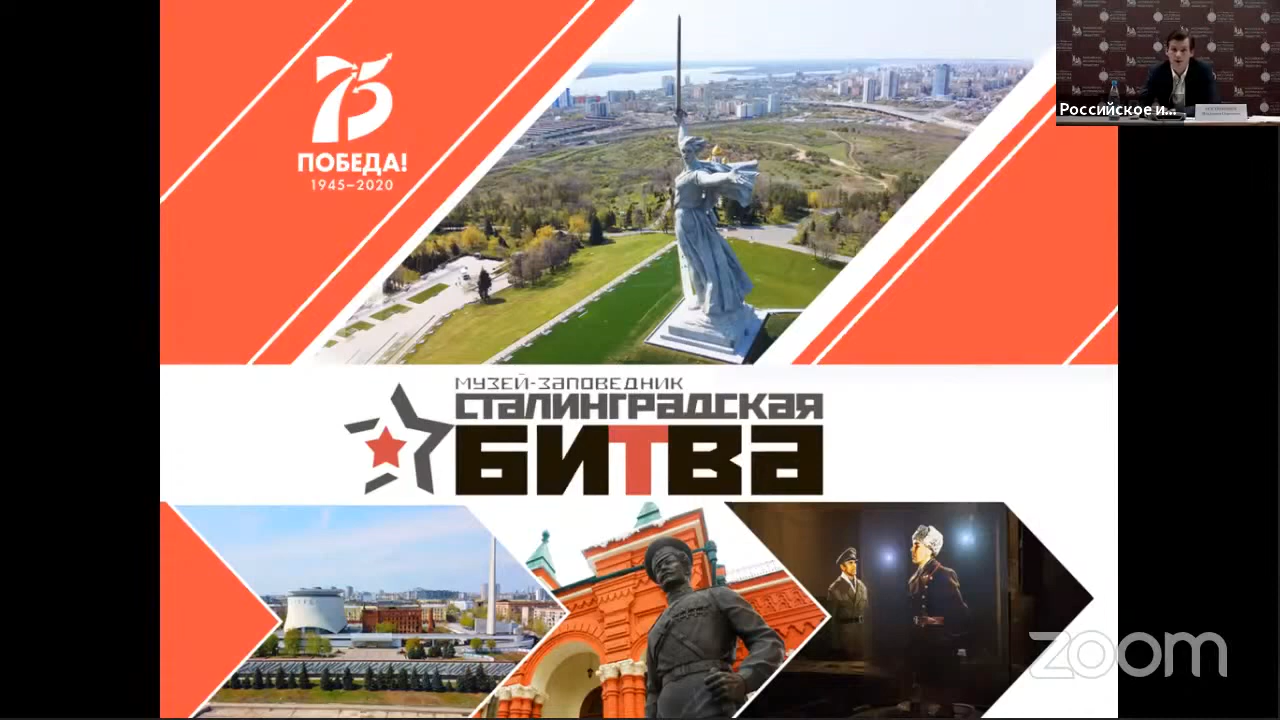 75
ПОБЕДА!
1945–2020
Российское и...
МУЗЕЙ-ЗАПОВЕДНИК
СТАЛИНГРАДСКАЯ
БИТВА
zoom